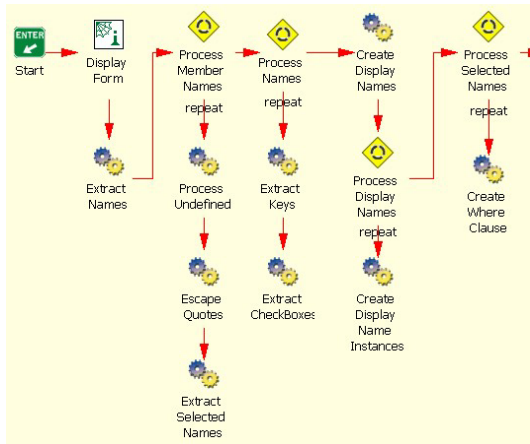 ENTER
Start
Display
Form
Extract
Names
Process
Member
Names
repeat
Process
Undefined
Escape
Quotes
Extract
Selected
Names
Process
Names
repeat
Extract
Keys
Extract
CheckBoxes
Create
Display
Names
Process
Display
Names
repeat
Create
Display
Name
Instances
Process
Selected
Names
repeat
Create
Where
Clause